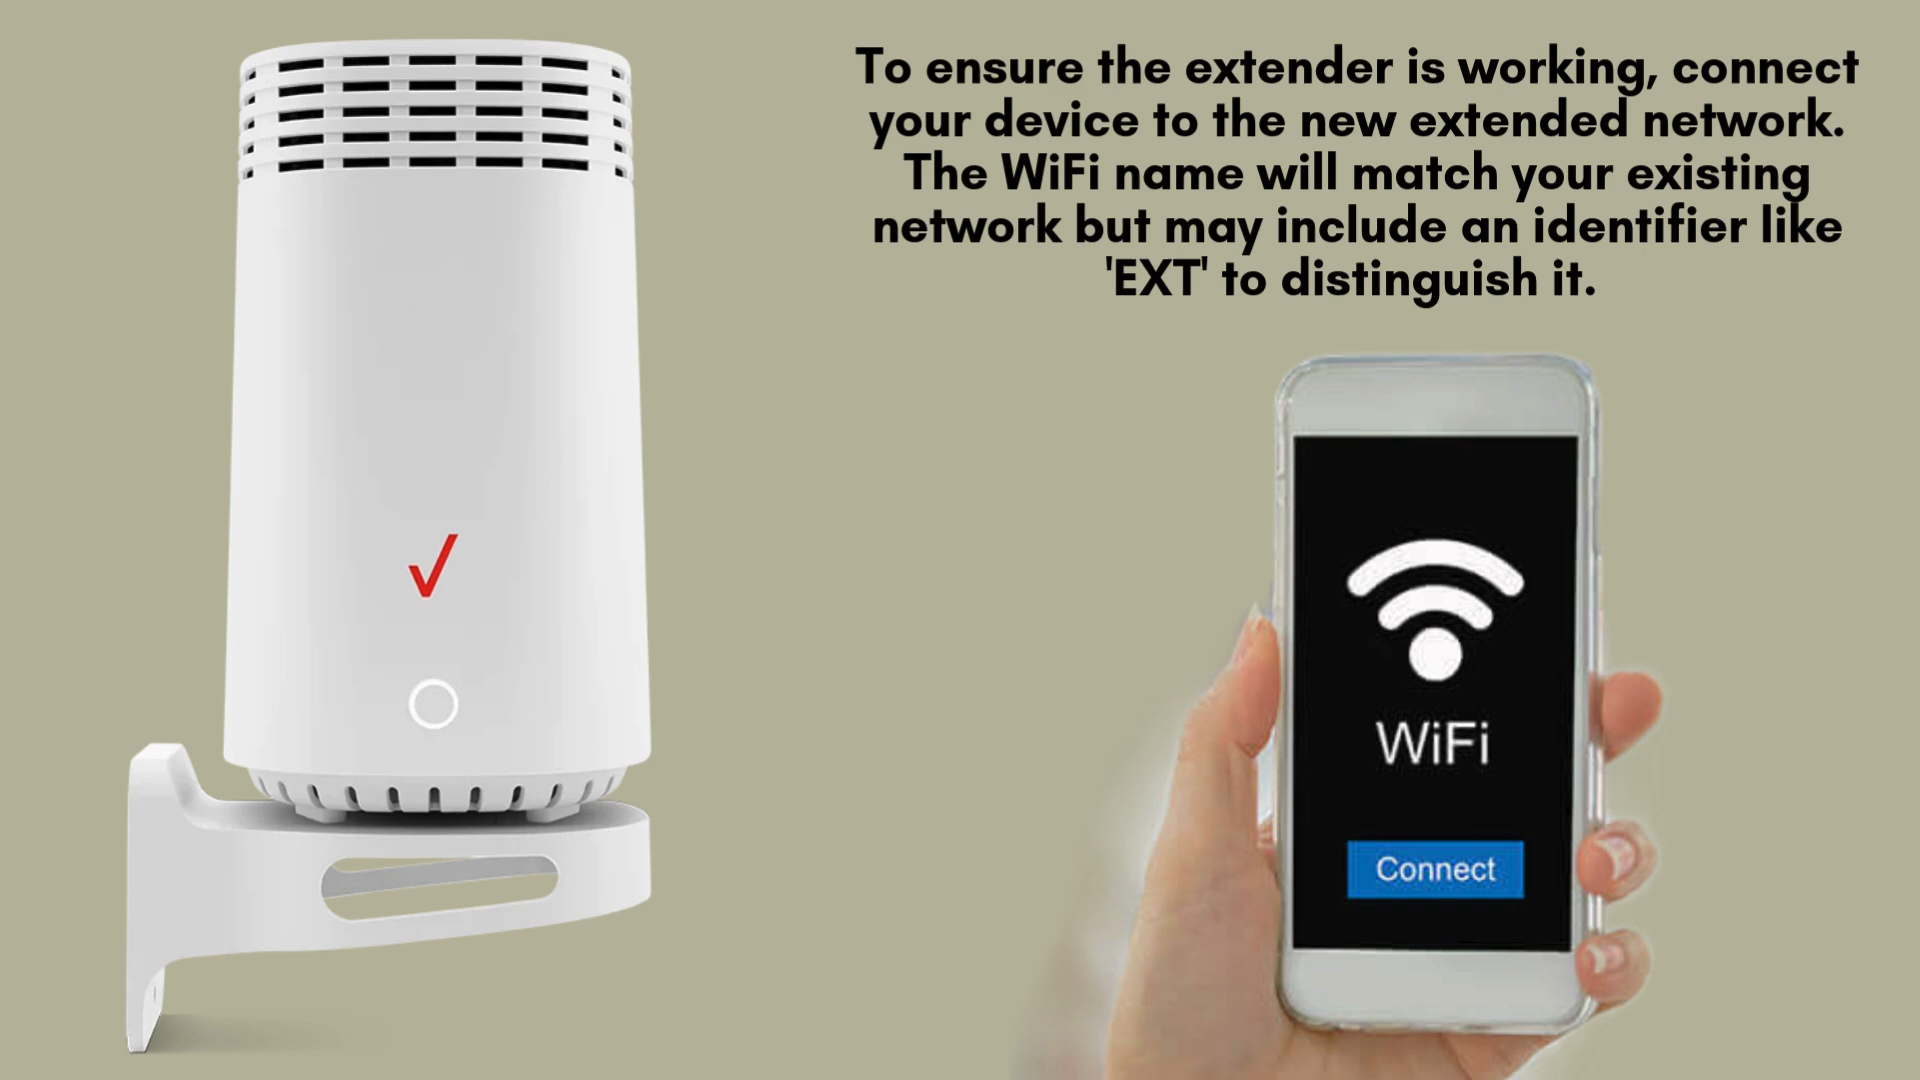 To ensure the extender is working, connect
your device to the new extended network.
The WiFi name will match your existing
network but may include an identifier like
'EXT' to distinguish it.
WiFi
Connect